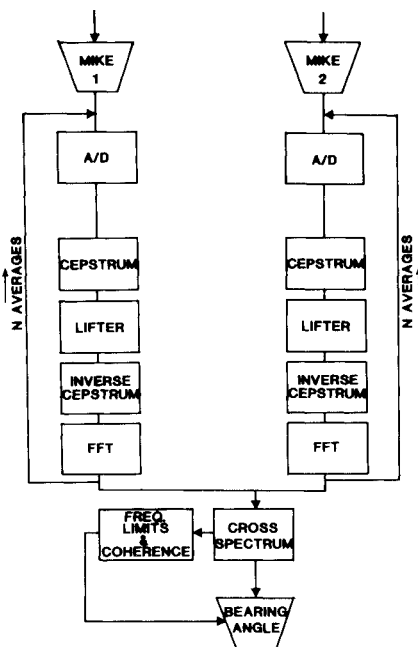 MIKE
1
MIKE
2
A/D
A/D
N AVERAGES
N AVERAGES
CEPSTRUM
CEPSTRUM
LIFTER
LIFTER
INVERSE
CEPSTRUM
INVERSE
CEPSTRUM
FFT
FFT
FREQ.
LIMITS
&
COHERENCE
CROSS
SPECTRUM
BEARING
ANGLE